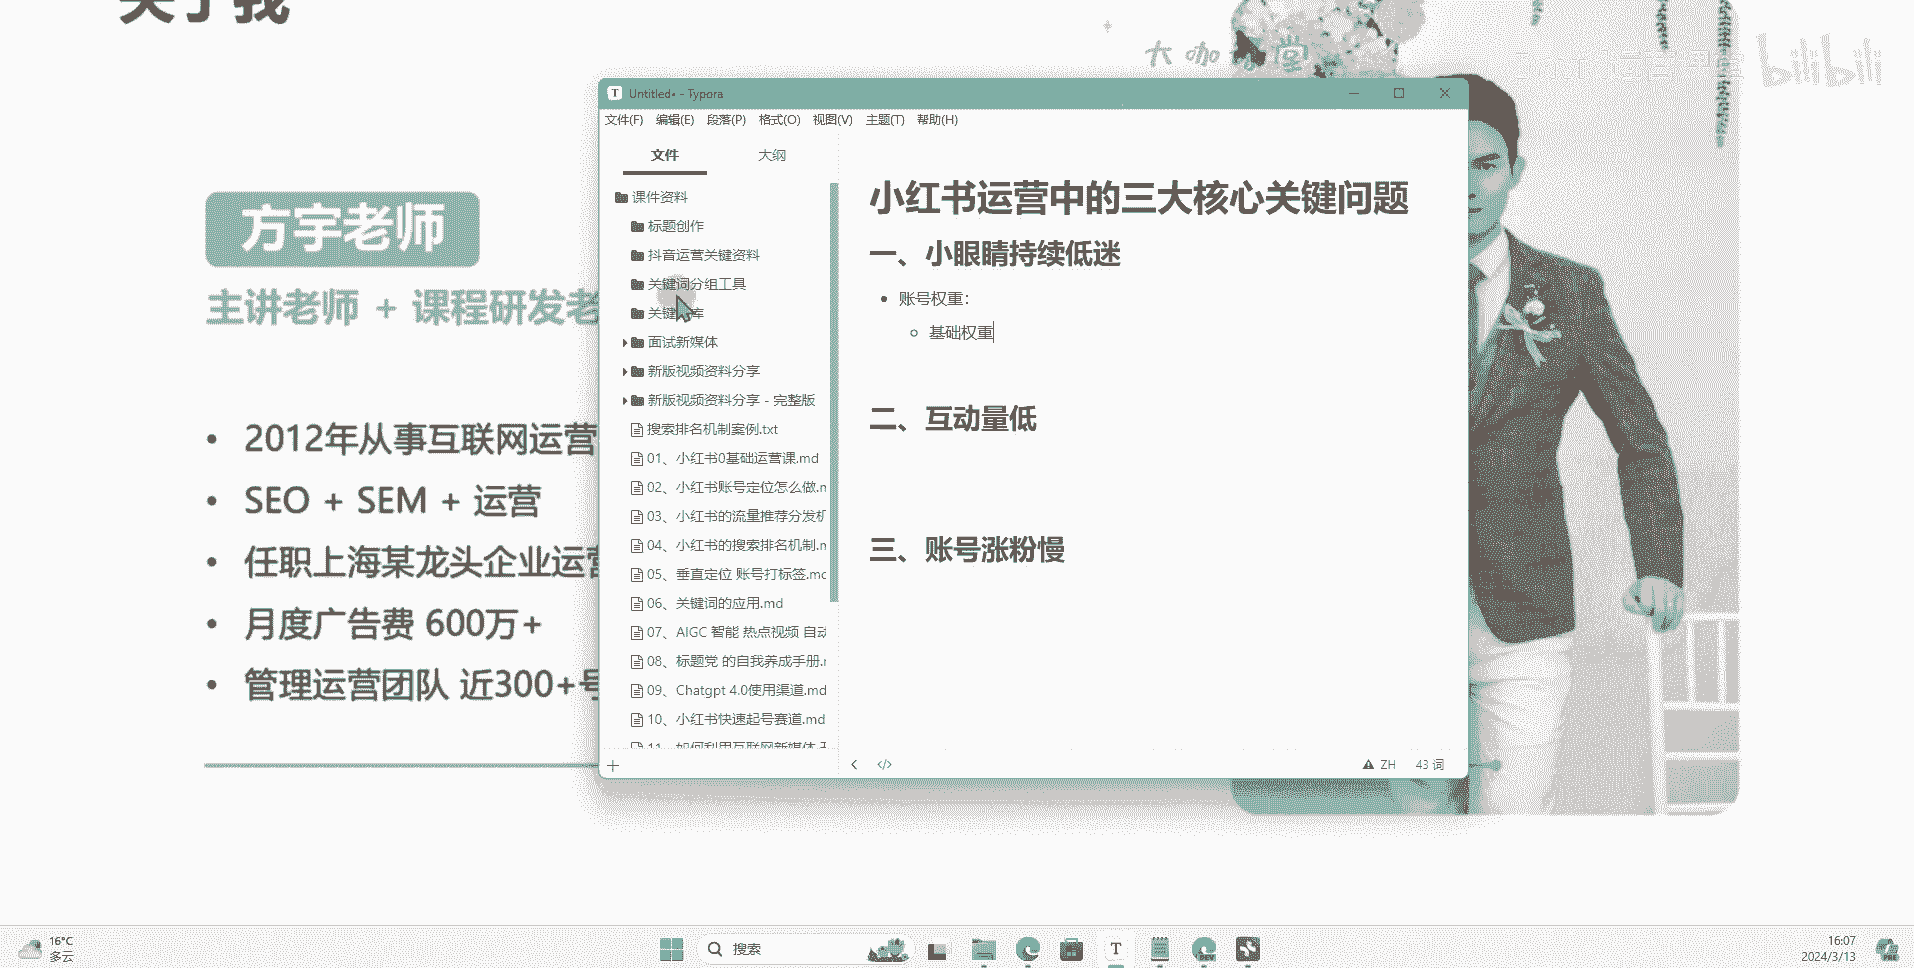 关于我
大咖 堂
bilibili
方宇老师
主讲老师 + 课程研发老
2012年从事互联网运营
SEO + SEM + 运营
任职上海某龙头企业运营
月度广告费 600万+
管理运营团队 近300+号
Untitled• - Typora
文件(F) 编辑(E) 段落(P) 格式(O) 视图(V) 主题(T) 帮助(H)
文件 大纲
课件资料
标题创作
抖音运营关键资料
关键词分组工具
关键 库
面试新媒体
新版视频资料分享
新版视频资料分享 - 完整版
搜索排名机制案例.txt
01、小红书0基础运营课.md
02、小红书账号定位怎么做.m
03、小红书的流量推荐分发机
04、小红书的搜索排名机制.m
05、垂直定位 账号打标签.md
06、关键词的应用.md
07、AIGC 智能 热点视频 自动
08、标题党 的自我养成手册.m
09、Chatgpt 4.0使用渠道.md
10、小红书快速起号赛道.md
11、如何利用互联网新媒体
小红书运营中的三大核心关键问题
一、小眼睛持续低迷
账号权重：
基础权重
二、互动量低
三、账号涨粉慢
ZH 43 词
16°C
多云
搜索
T
DEV
16:07
2024/3/13
PRE